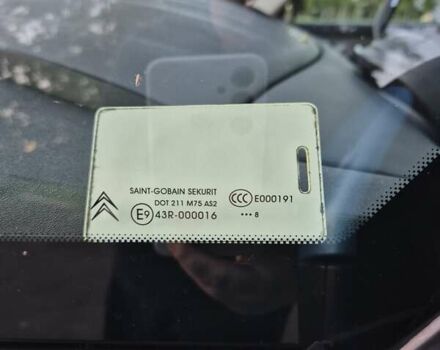 SAINT-GOBAIN SEKURIT
DOT 211 M75 AS2
E9 43R-000016
CCC E000191
••• 8